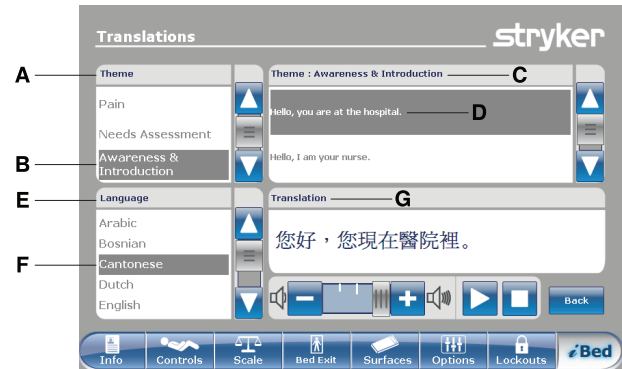 Translations
stryker
A
Theme
Pain
Needs Assessment
B
Awareness &
Introduction
Theme : Awareness & Introduction
C
Hello, you are at the hospital.
D
Hello, I am your nurse.
E
Language
Arabic
Bosnian
F
Cantonese
Dutch
English
Translation
G
您好，您現在醫院裡。
Back
Info
Controls
Scale
Bed Exit
Surfaces
Options
Lockouts
iBed